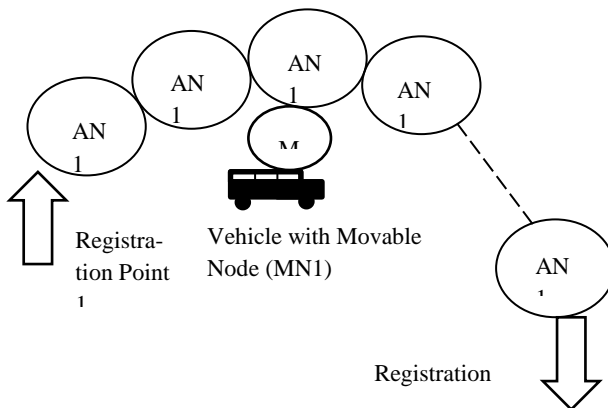 AN
1
AN
1
AN
1
AN
1
M
Registra-
tion Point
1
Vehicle with Movable
Node (MN1)
AN
1
Registration